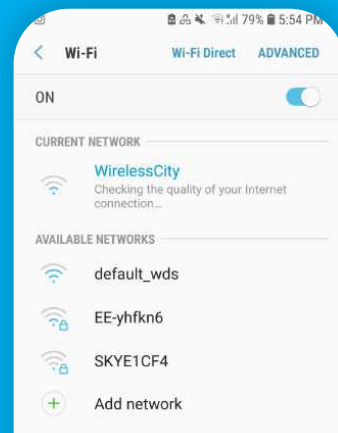 79% 5:54 PM
Wi-Fi Wi-Fi Direct ADVANCED
ON
CURRENT NETWORK
WirelessCity
Checking the quality of your Internet
connection...
AVAILABLE NETWORKS
default_wds
EE-yhfkn6
SKYE1CF4
Add network